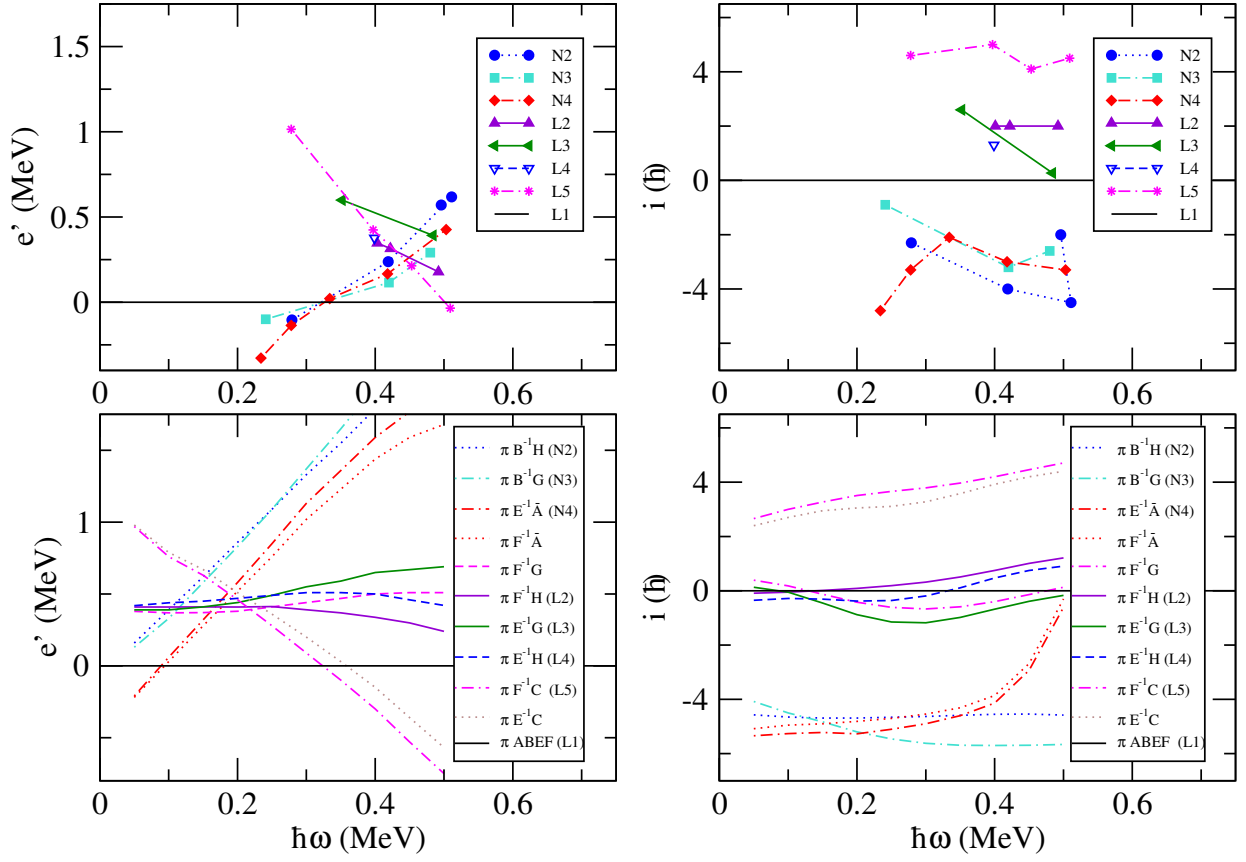 1.5
1
0.5
0
e' (MeV)
0
0.2
0.4
0.6
N2
N3
N4
L2
L3
L4
L5
L1
4
0
-4
i (ħ)
0
0.2
0.4
0.6
N2
N3
N4
L2
L3
L4
L5
L1
1
0
e' (MeV)
0
0.2
0.4
0.6
ħω (MeV)
π B⁻¹H (N2)
π B⁻¹G (N3)
π E⁻¹Ā (N4)
π F⁻¹Ā
π F⁻¹G
π F⁻¹H (L2)
π E⁻¹G (L3)
π E⁻¹H (L4)
π F⁻¹C (L5)
π E⁻¹C
π ABEF (L1)
4
0
-4
i (ħ)
0
0.2
0.4
0.6
ħω (MeV)
π B⁻¹H (N2)
π B⁻¹G (N3)
π E⁻¹Ā (N4)
π F⁻¹Ā
π F⁻¹G
π F⁻¹H (L2)
π E⁻¹G (L3)
π E⁻¹H (L4)
π F⁻¹C (L5)
π E⁻¹C
π ABEF (L1)